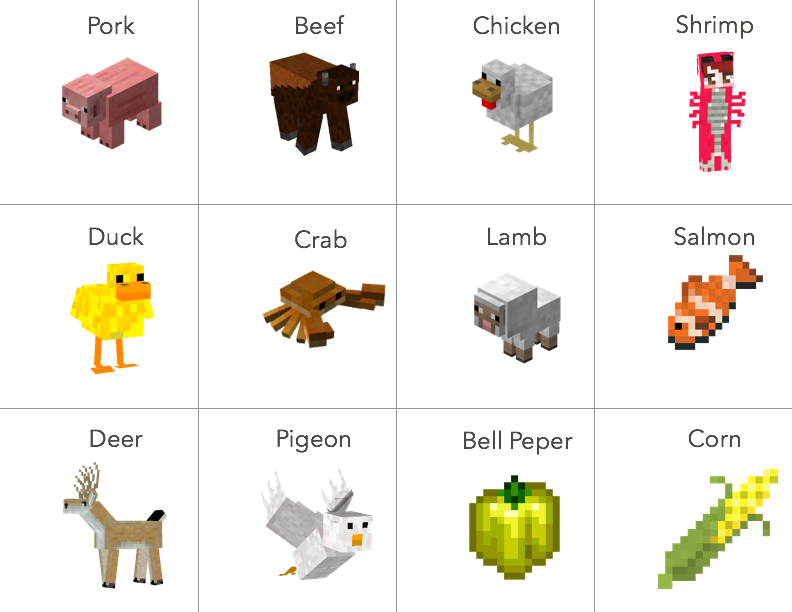 Pork
Beef
Chicken
Shrimp
Duck
Crab
Lamb
Salmon
Deer
Pigeon
Bell Peper
Corn